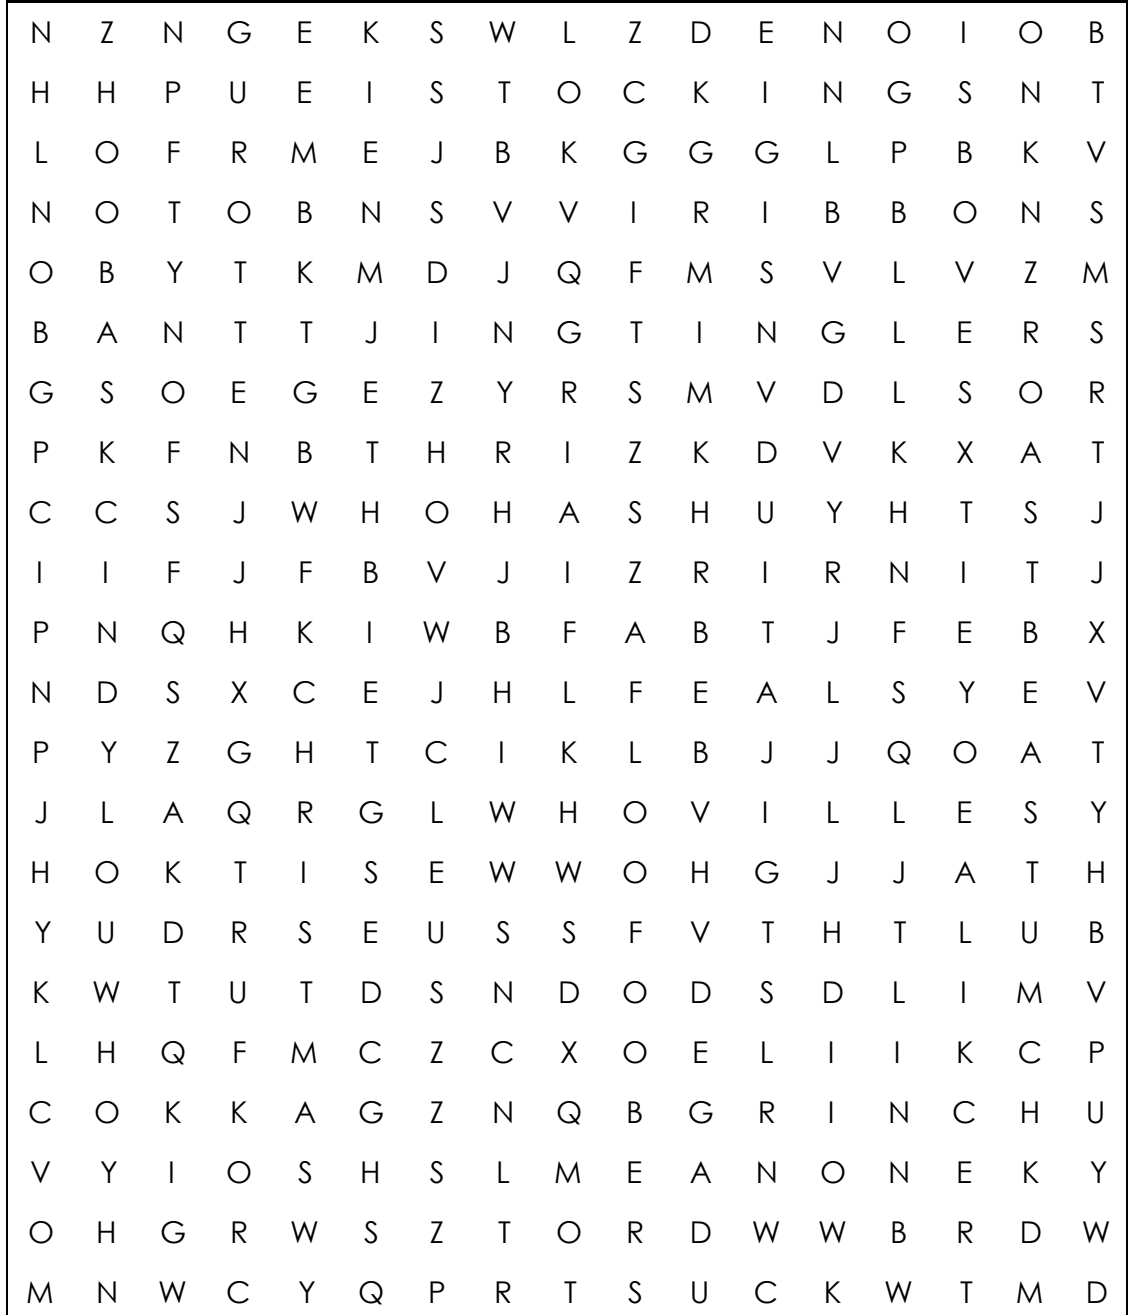 N Z N G E K S W L Z D E N O I O B
H H P U E I S T O C K I N G S N T
L O F R M E J B K G G G L P B K V
N O T O B N S V V I R I B B O N S
O B Y T K M D J Q F M S V L V Z M
B A N T T J I N G T I N G L E R S
G S O E G E Z Y R S M V D L S O R
P K F N B T H R I Z K D V K X A T
C C S J W H O H A S H U Y H T S J
I I F J F B V J I Z R I R N I T J
P N Q H K I W B F A B T J F E B X
N D S X C E J H L F E A L S Y E V
P Y Z G H T C I K L B J J Q O A T
J L A Q R G L W H O V I L L E S Y
H O K T I S E W W O H G J J A T H
Y U D R S E U S S F V T H T L U B
K W T U T D S N D O D S D L I M V
L H Q F M C Z C X O E L I I K C P
C O K K A G Z N Q B G R I N C H U
V Y I O S H S L M E A N O N E K Y
O H G R W S Z T O R D W W B R D W
M N W C Y Q P R T S U C K W T M D